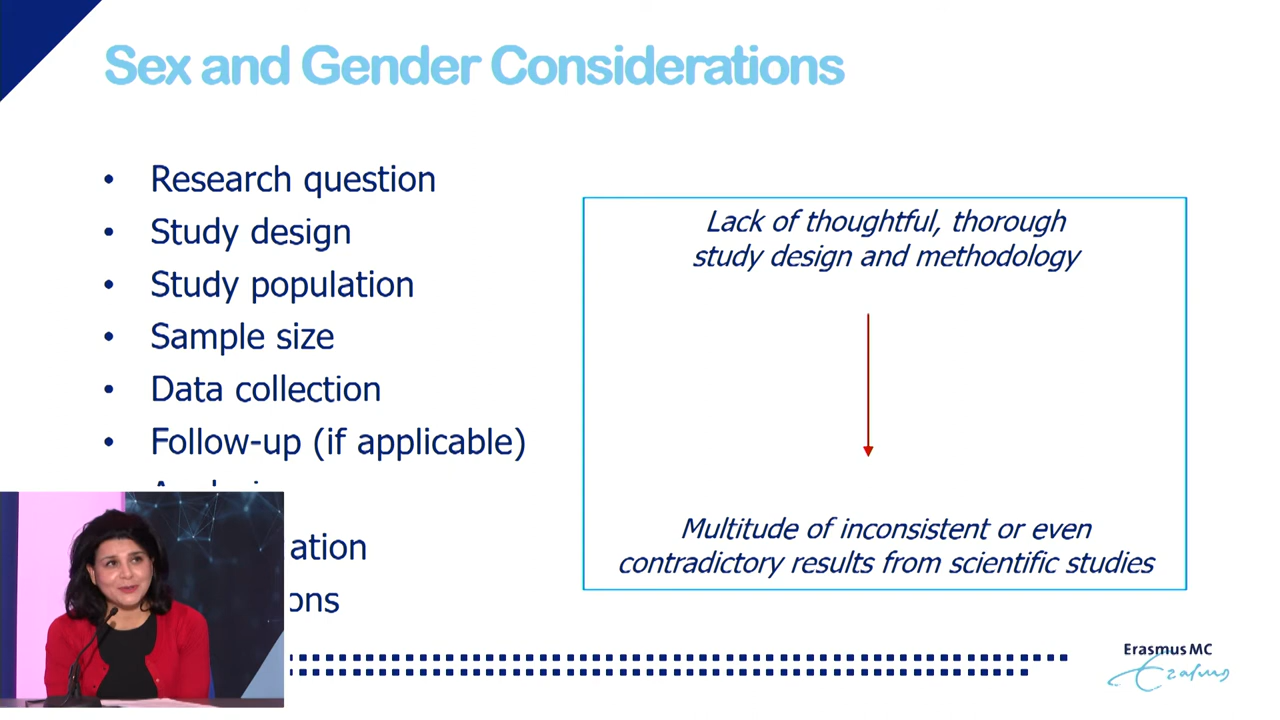 Sex and Gender Considerations
• Research question
• Study design
• Study population
• Sample size
• Data collection
• Follow-up (if applicable)
ation
ons
Lack of thoughtful, thorough
study design and methodology
Multitude of inconsistent or even
contradictory results from scientific studies
Erasmus MC
Erasmus